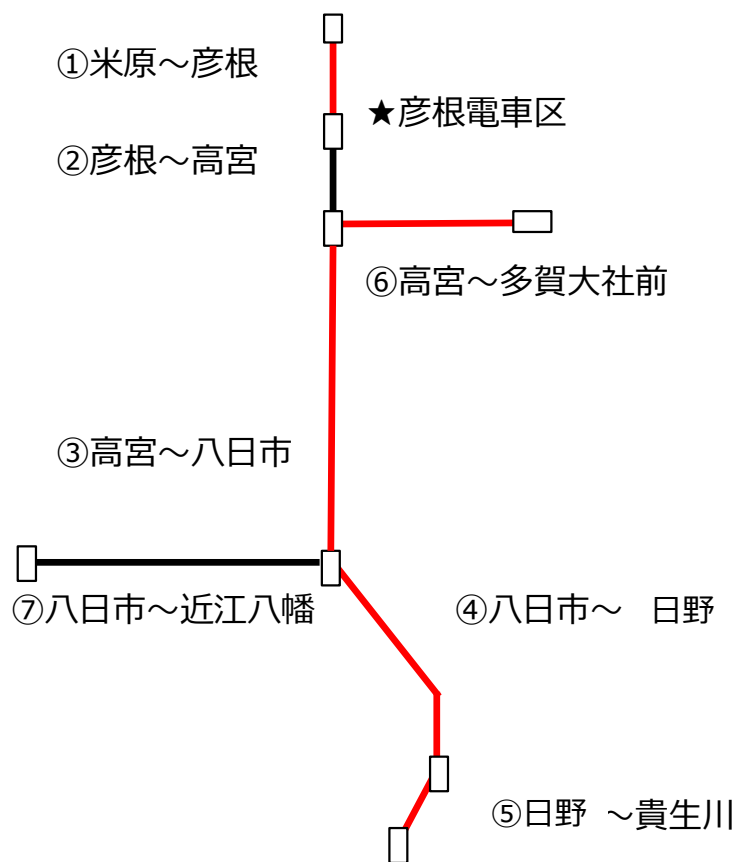 ①米原～彦根
★彦根電車区
②彦根～高宮
⑥高宮～多賀大社前
③高宮～八日市
⑦八日市～近江八幡
④八日市～ 日野
⑤日野 ～貴生川